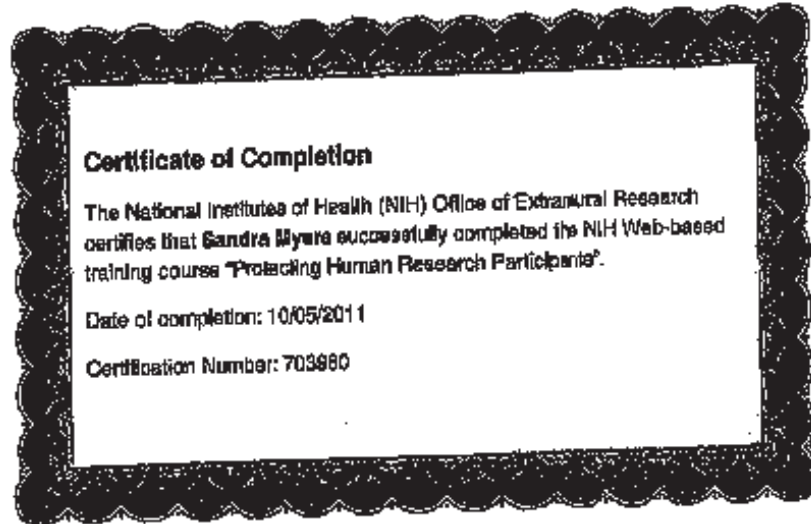 Certificate of Completion
The National Institutes of Health (NIH) Office of Extramural Research
certifies that Sandra Myers successfully completed the NIH Web-based
training course "Protecting Human Research Participants".
Date of completion: 10/05/2011
Certification Number: 703980